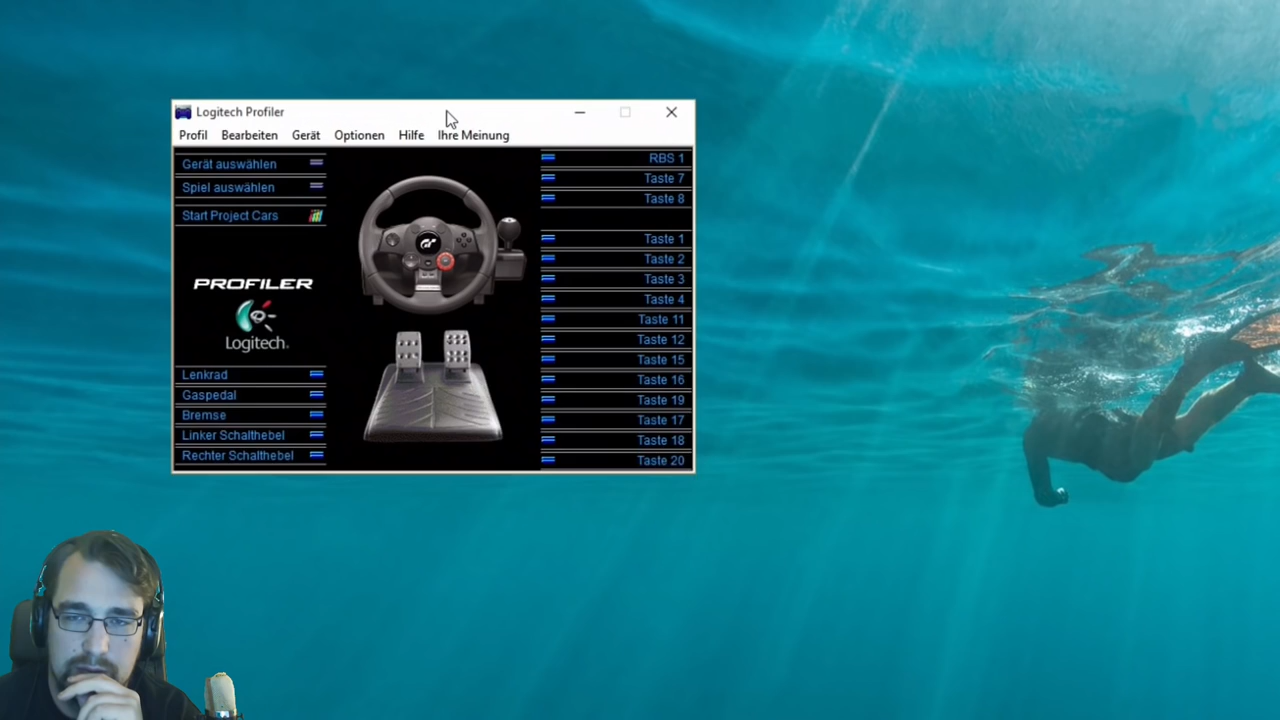 Logitech Profiler
Profil Bearbeiten Gerät Optionen Hilfe Ihre Meinung
Gerät auswählen
Spiel auswählen
Start Project Cars
PROFILER
Logitech
Lenkrad
Gaspedal
Bremse
Linker Schalthebel
Rechter Schalthebel
RBS 1
Taste 7
Taste 8
Taste 1
Taste 2
Taste 3
Taste 4
Taste 11
Taste 12
Taste 15
Taste 16
Taste 19
Taste 17
Taste 18
Taste 20